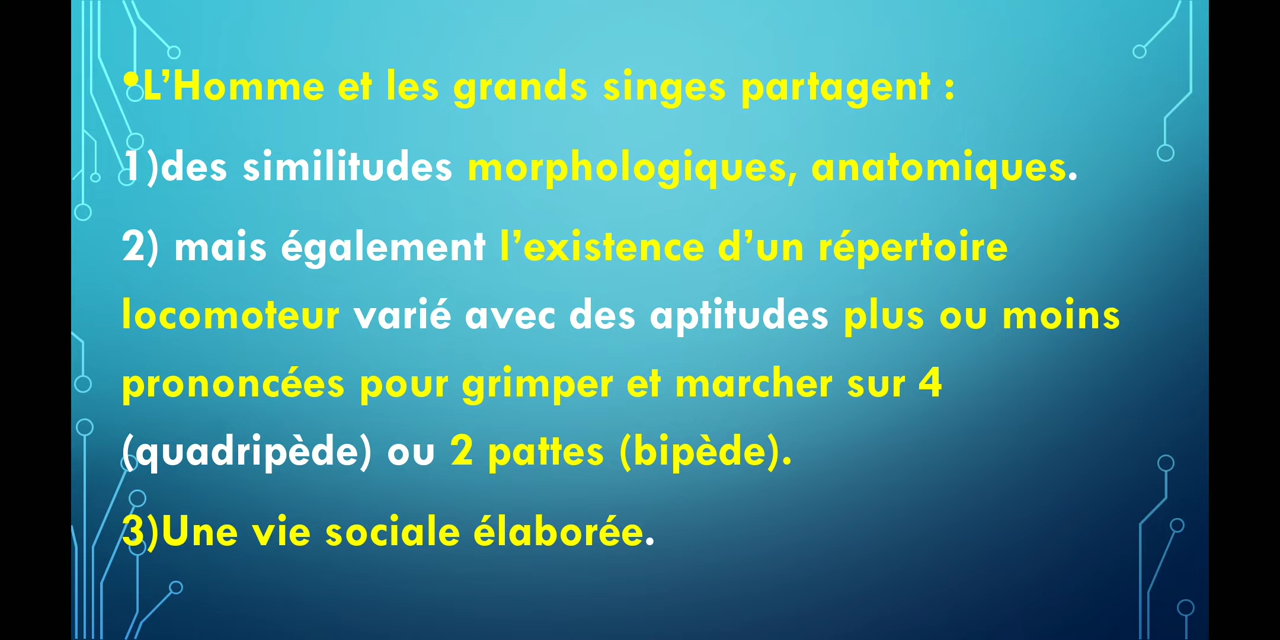 •L’Homme et les grands singes partagent :
1)des similitudes morphologiques, anatomiques.
2) mais également l’existence d’un répertoire
locomoteur varié avec des aptitudes plus ou moins
prononcées pour grimper et marcher sur 4
(quadripède) ou 2 pattes (bipède).
3)Une vie sociale élaborée.